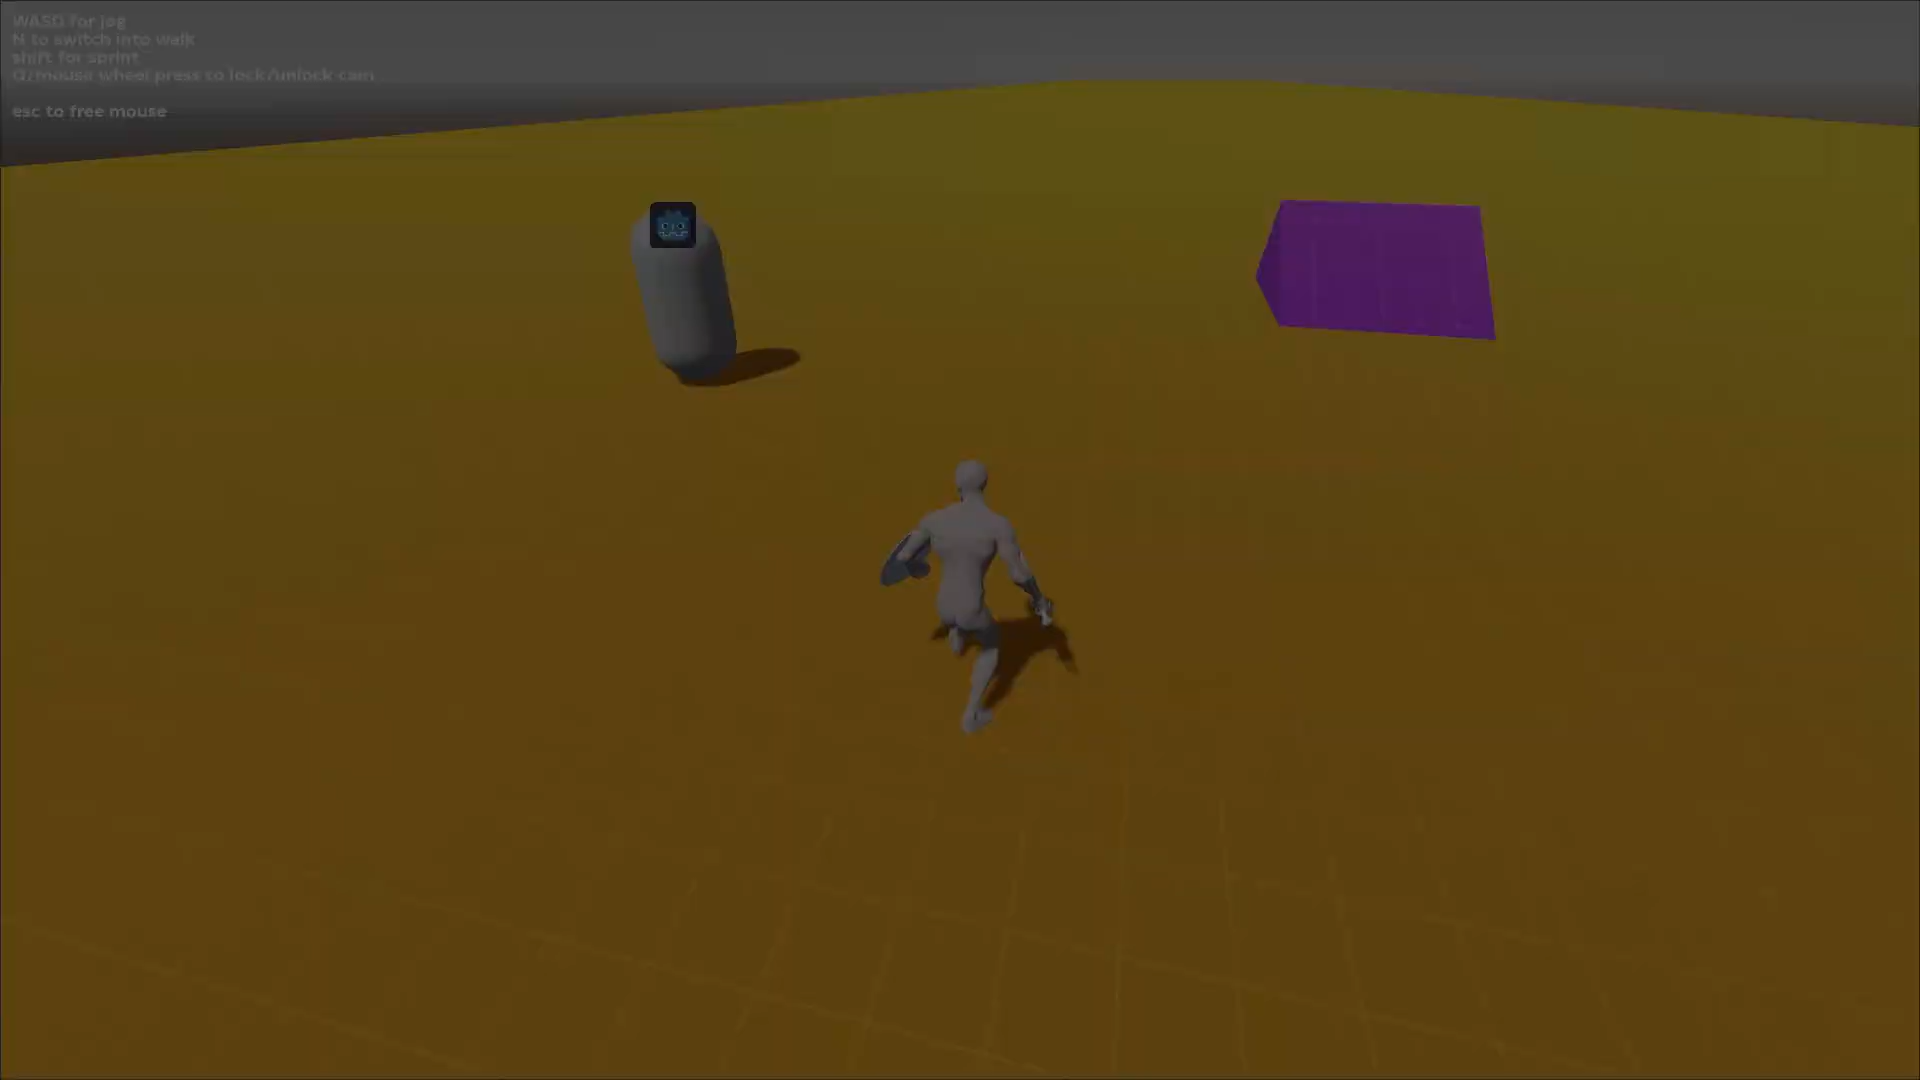 WASD for jog
N to switch into walk
shift for sprint
Q/mouse wheel press to lock/unlock cam
esc to free mouse